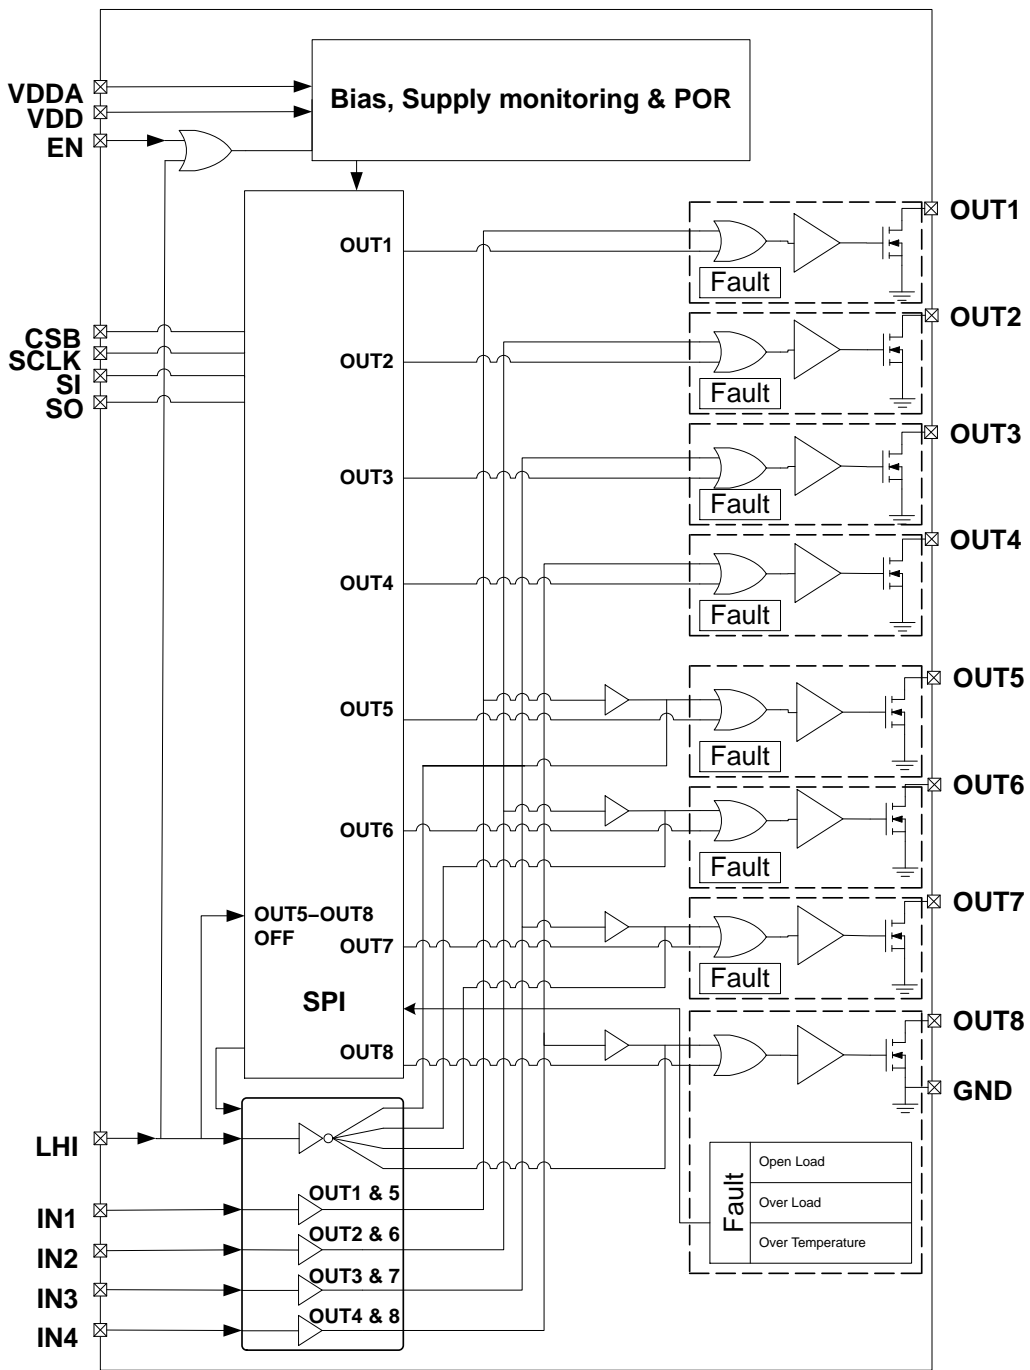 VDDA
VDD
EN
Bias, Supply monitoring & POR
CSB
SCLK
SI
SO
OUT1
OUT2
OUT3
OUT4
OUT5
OUT6
OUT5–OUT8
OFF
OUT7
SPI
OUT8
Fault
OUT1
Fault
OUT2
Fault
OUT3
Fault
OUT4
Fault
OUT5
Fault
OUT6
Fault
OUT7
Fault
OUT8
GND
Fault
Open Load
Over Load
Over Temperature
LHI
IN1
IN2
IN3
IN4
OUT1 & 5
OUT2 & 6
OUT3 & 7
OUT4 & 8